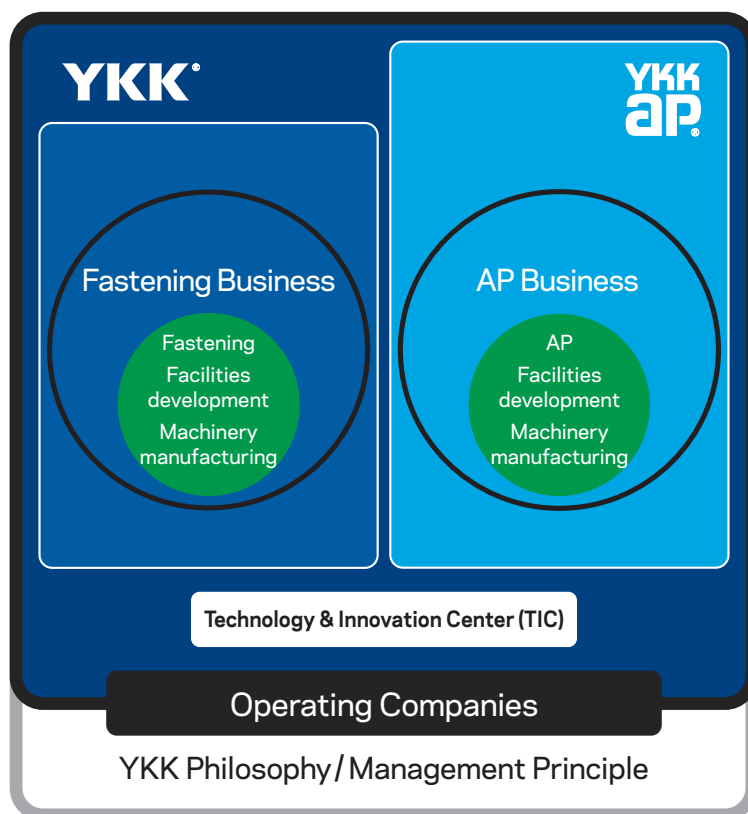 YKK®
YKK
ap®
Fastening Business
Fastening
Facilities
development
Machinery
manufacturing
AP Business
AP
Facilities
development
Machinery
manufacturing
Technology & Innovation Center (TIC)
Operating Companies
YKK Philosophy/Management Principle